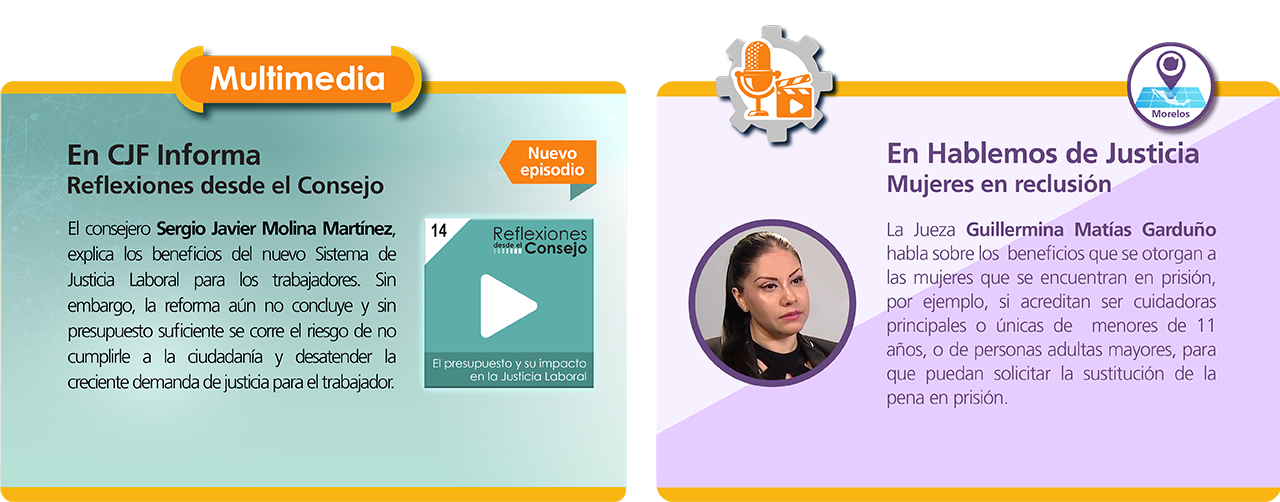 Multimedia
En CJF Informa
Reflexiones desde el Consejo
Nuevo
episodio
El consejero Sergio Javier Molina Martínez,
explica los beneficios del nuevo Sistema de
Justicia Laboral para los trabajadores. Sin
embargo, la reforma aún no concluye y sin
presupuesto suficiente se corre el riesgo de no
cumplirle a la ciudadanía y desatender la
creciente demanda de justicia para el trabajador.
14
Reflexiones
desde el Consejo
El presupuesto y su impacto
en la Justicia Laboral
Morelos
En Hablemos de Justicia
Mujeres en reclusión
La Jueza Guillermina Matías Garduño
habla sobre los beneficios que se otorgan a
las mujeres que se encuentran en prisión,
por ejemplo, si acreditan ser cuidadoras
principales o únicas de menores de 11
años, o de personas adultas mayores, para
que puedan solicitar la sustitución de la
pena en prisión.